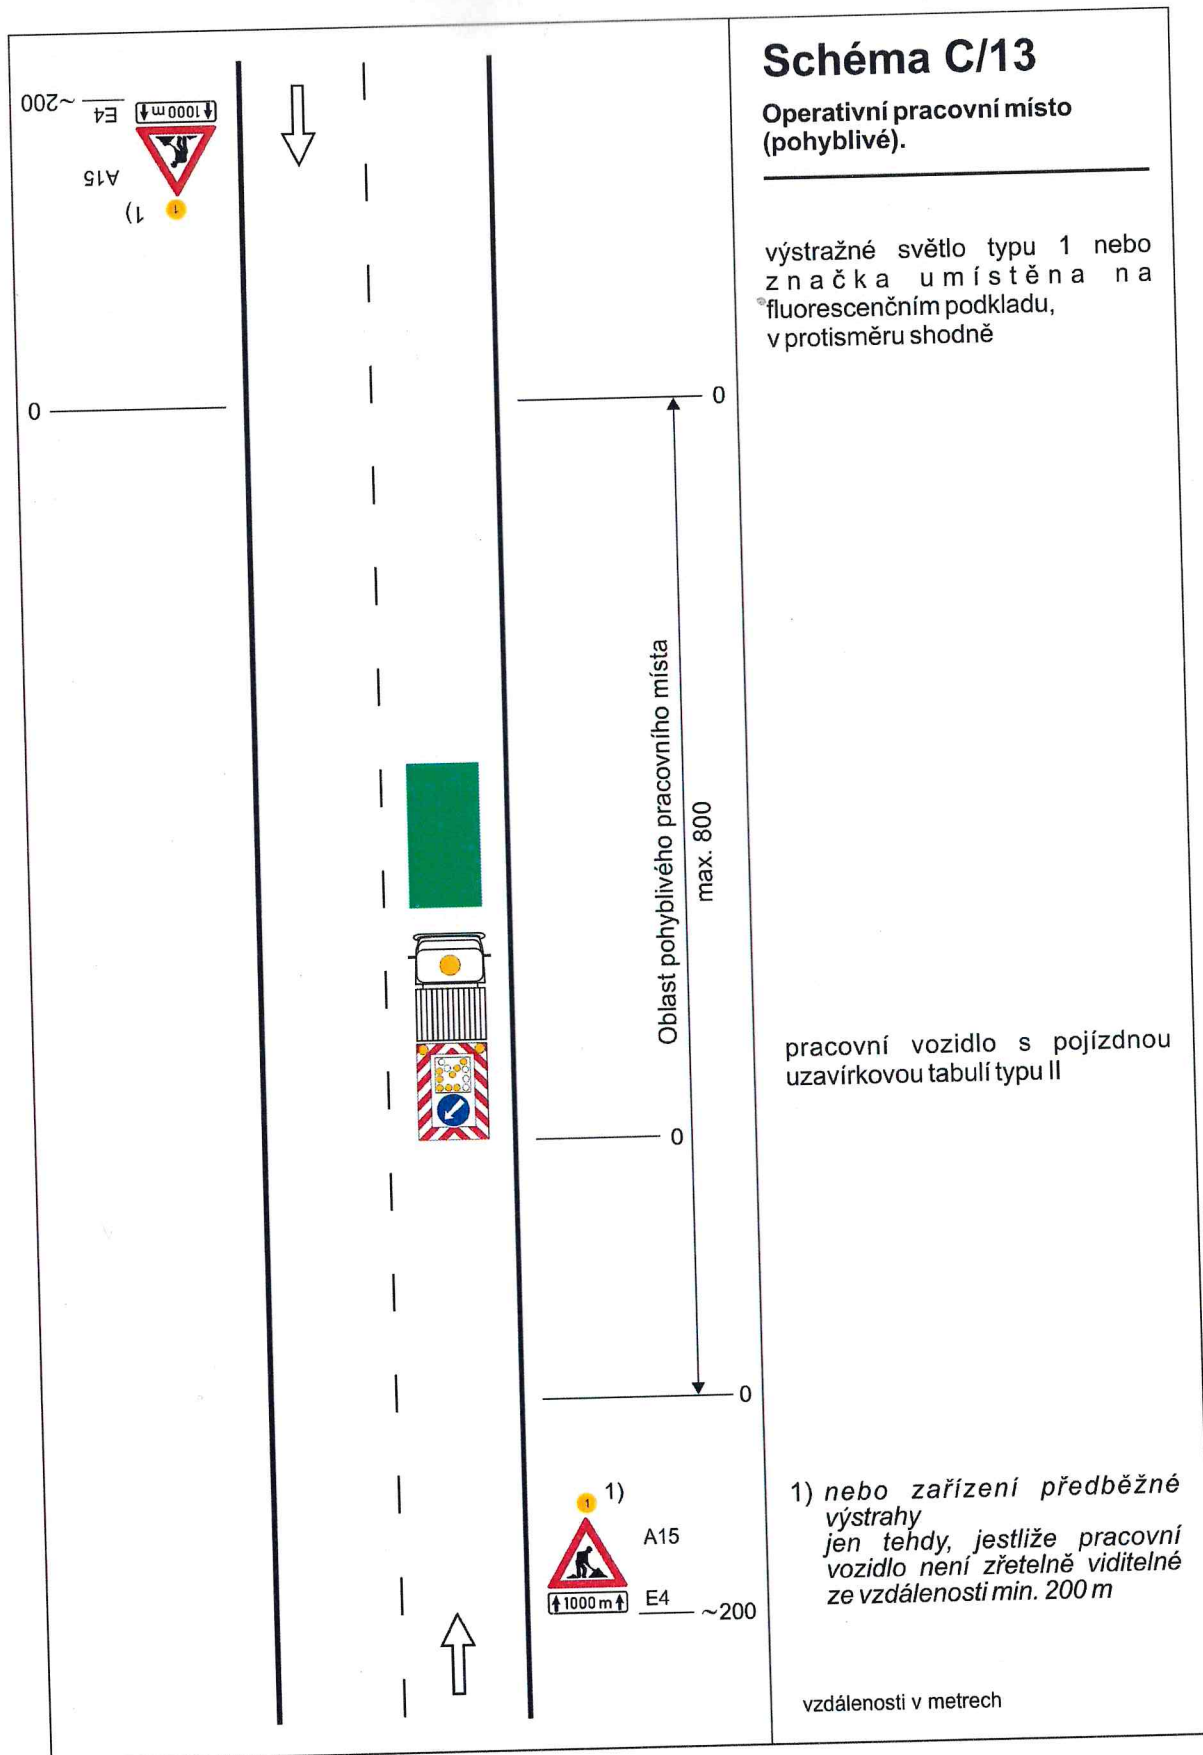 Schéma C/13
Operativní pracovní místo
(pohyblivé).
výstražné světlo typu 1 nebo
značka umístěna na
fluorescenčním podkladu,
v protisměru shodně
~200
E4
1000 m
A15
1)
1
0
0
Oblast pohyblivého pracovního místa
max. 800
pracovní vozidlo s pojízdnou
uzavírkovou tabulí typu II
0
0
1
1)
A15
1000 m
E4
~200
1) nebo zařízení předběžné
výstrahy
jen tehdy, jestliže pracovní
vozidlo není zřetelně viditelné
ze vzdálenosti min. 200 m
vzdálenosti v metrech